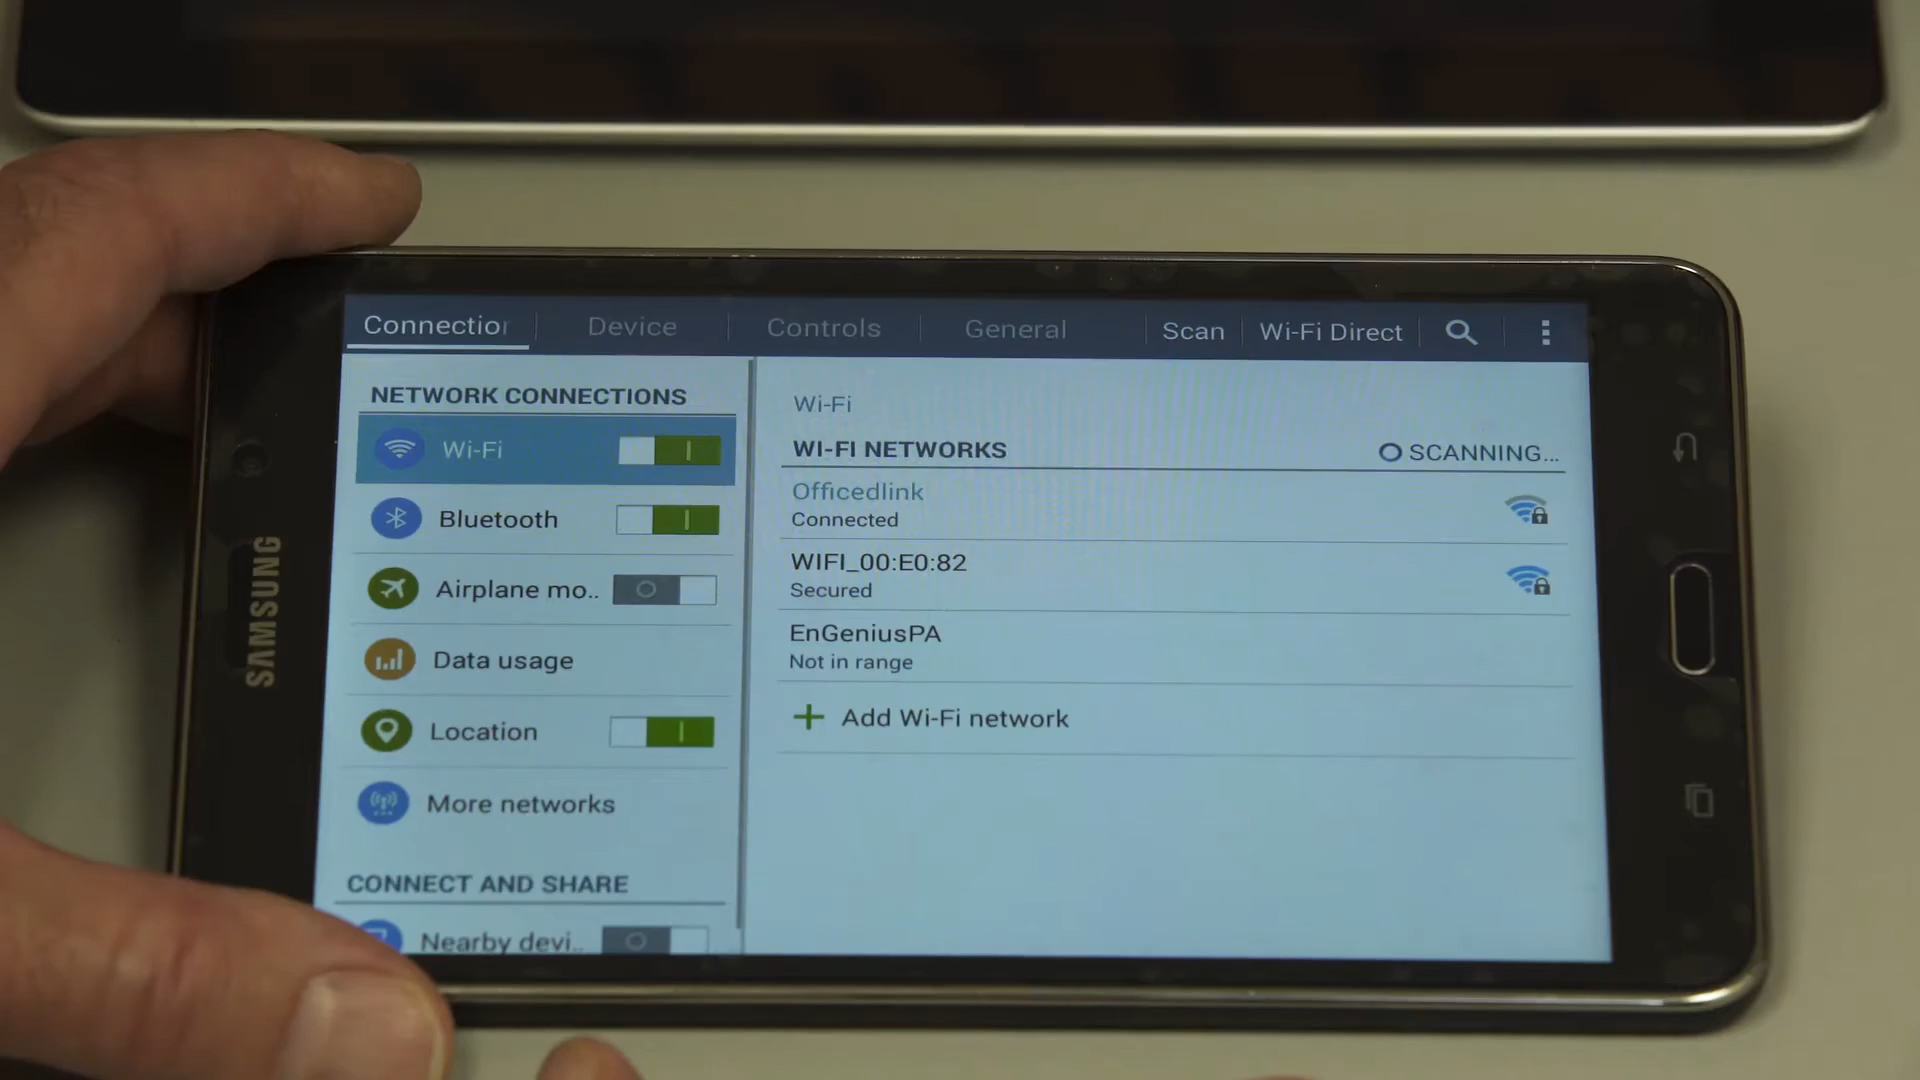 Connectior
Device
Controls
General
Scan
Wi-Fi Direct
NETWORK CONNECTIONS
Wi-Fi
Bluetooth
Airplane mo..
Data usage
Location
More networks
CONNECT AND SHARE
Nearby devi..
Wi-Fi
WI-FI NETWORKS
SCANNING...
Officedlink
Connected
WIFI_00:E0:82
Secured
EnGeniusPA
Not in range
Add Wi-Fi network
SAMSUNG